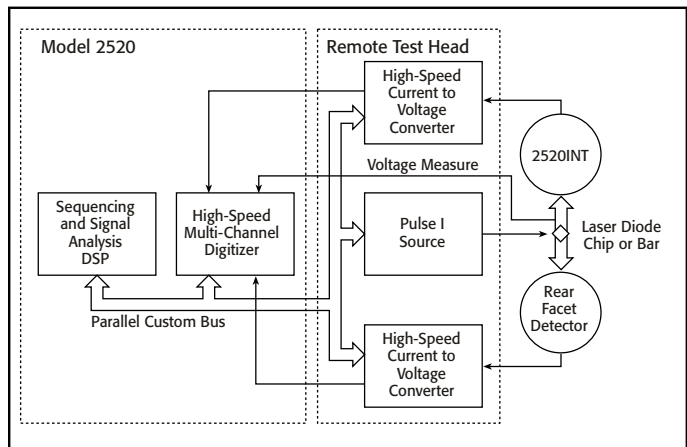 Model 2520
Remote Test Head
High-Speed
Current to
Voltage
Converter
2520INT
Voltage Measure
Sequencing
and Signal
Analysis
DSP
High-Speed
Multi-Channel
Digitizer
Pulse I
Source
Laser Diode
Chip or Bar
Parallel Custom Bus
Rear
Facet
Detector
High-Speed
Current to
Voltage
Converter